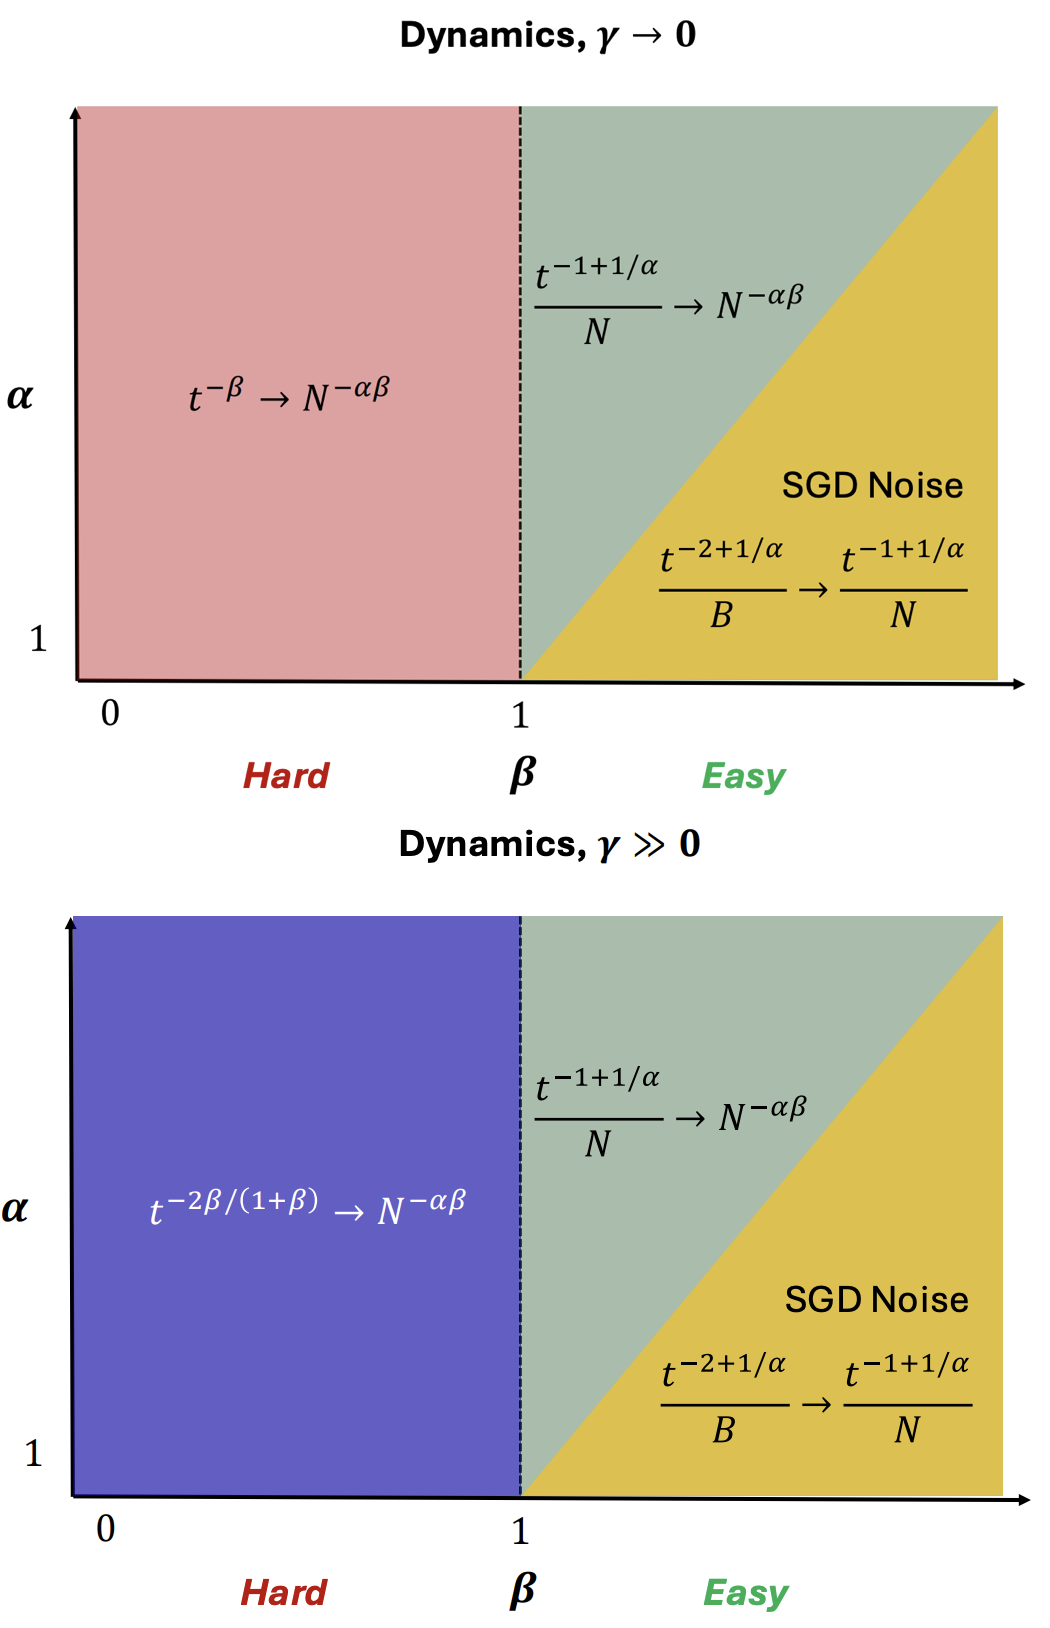 Dynamics, γ → 0
t^{−1+1/α} / N → N^{−αβ}
α
t^{−β} → N^{−αβ}
SGD Noise
t^{−2+1/α} / B → t^{−1+1/α} / N
1
0
1
Hard
β
Easy
Dynamics, γ ≫ 0
t^{−1+1/α} / N → N^{−αβ}
α
t^{−2β/(1+β)} → N^{−αβ}
SGD Noise
t^{−2+1/α} / B → t^{−1+1/α} / N
1
0
1
Hard
β
Easy